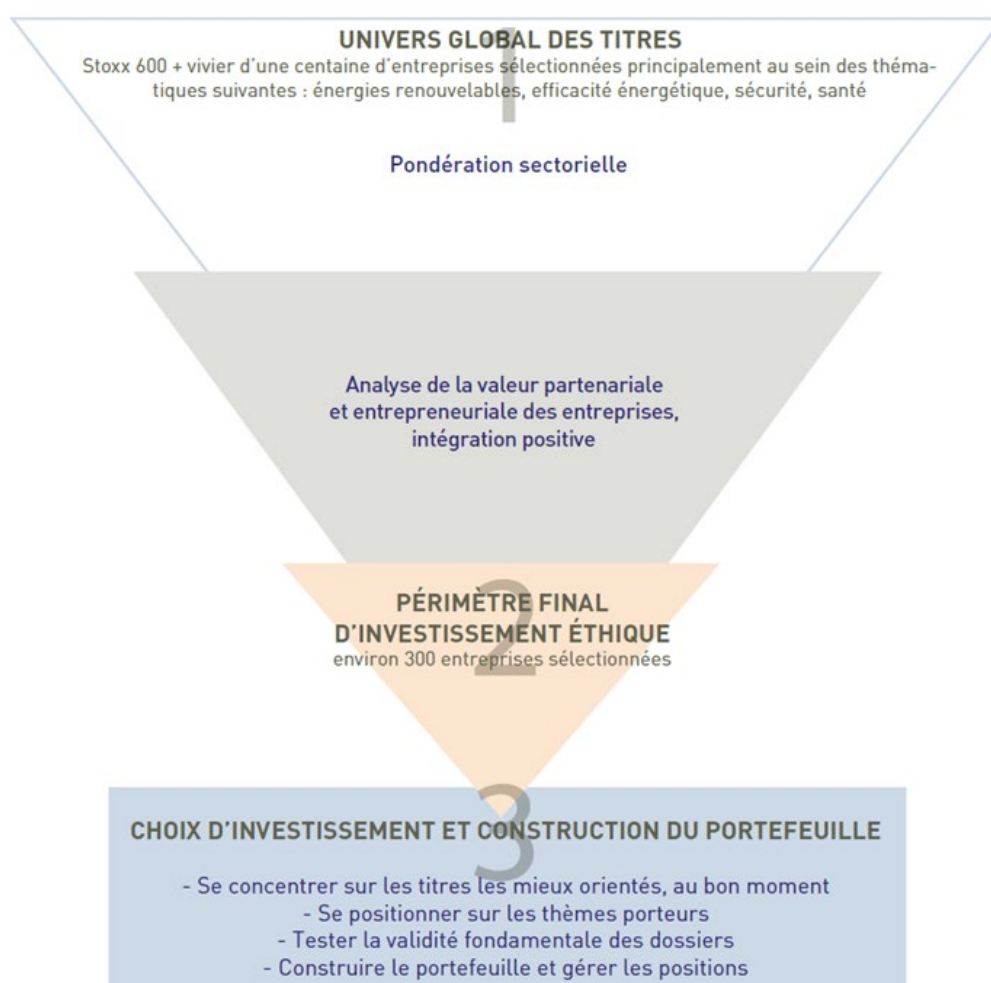 1
UNIVERS GLOBAL DES TITRES
Stoxx 600 + vivier d'une centaine d'entreprises sélectionnées principalement au sein des théma-
tiques suivantes : énergies renouvelables, efficacité énergétique, sécurité, santé
Pondération sectorielle
Analyse de la valeur partenariale
et entrepreneuriale des entreprises,
intégration positive
2
PÉRIMÈTRE FINAL
D'INVESTISSEMENT ÉTHIQUE
environ 300 entreprises sélectionnées
3
CHOIX D'INVESTISSEMENT ET CONSTRUCTION DU PORTEFEUILLE
- Se concentrer sur les titres les mieux orientés, au bon moment
- Se positionner sur les thèmes porteurs
- Tester la validité fondamentale des dossiers
- Construire le portefeuille et gérer les positions